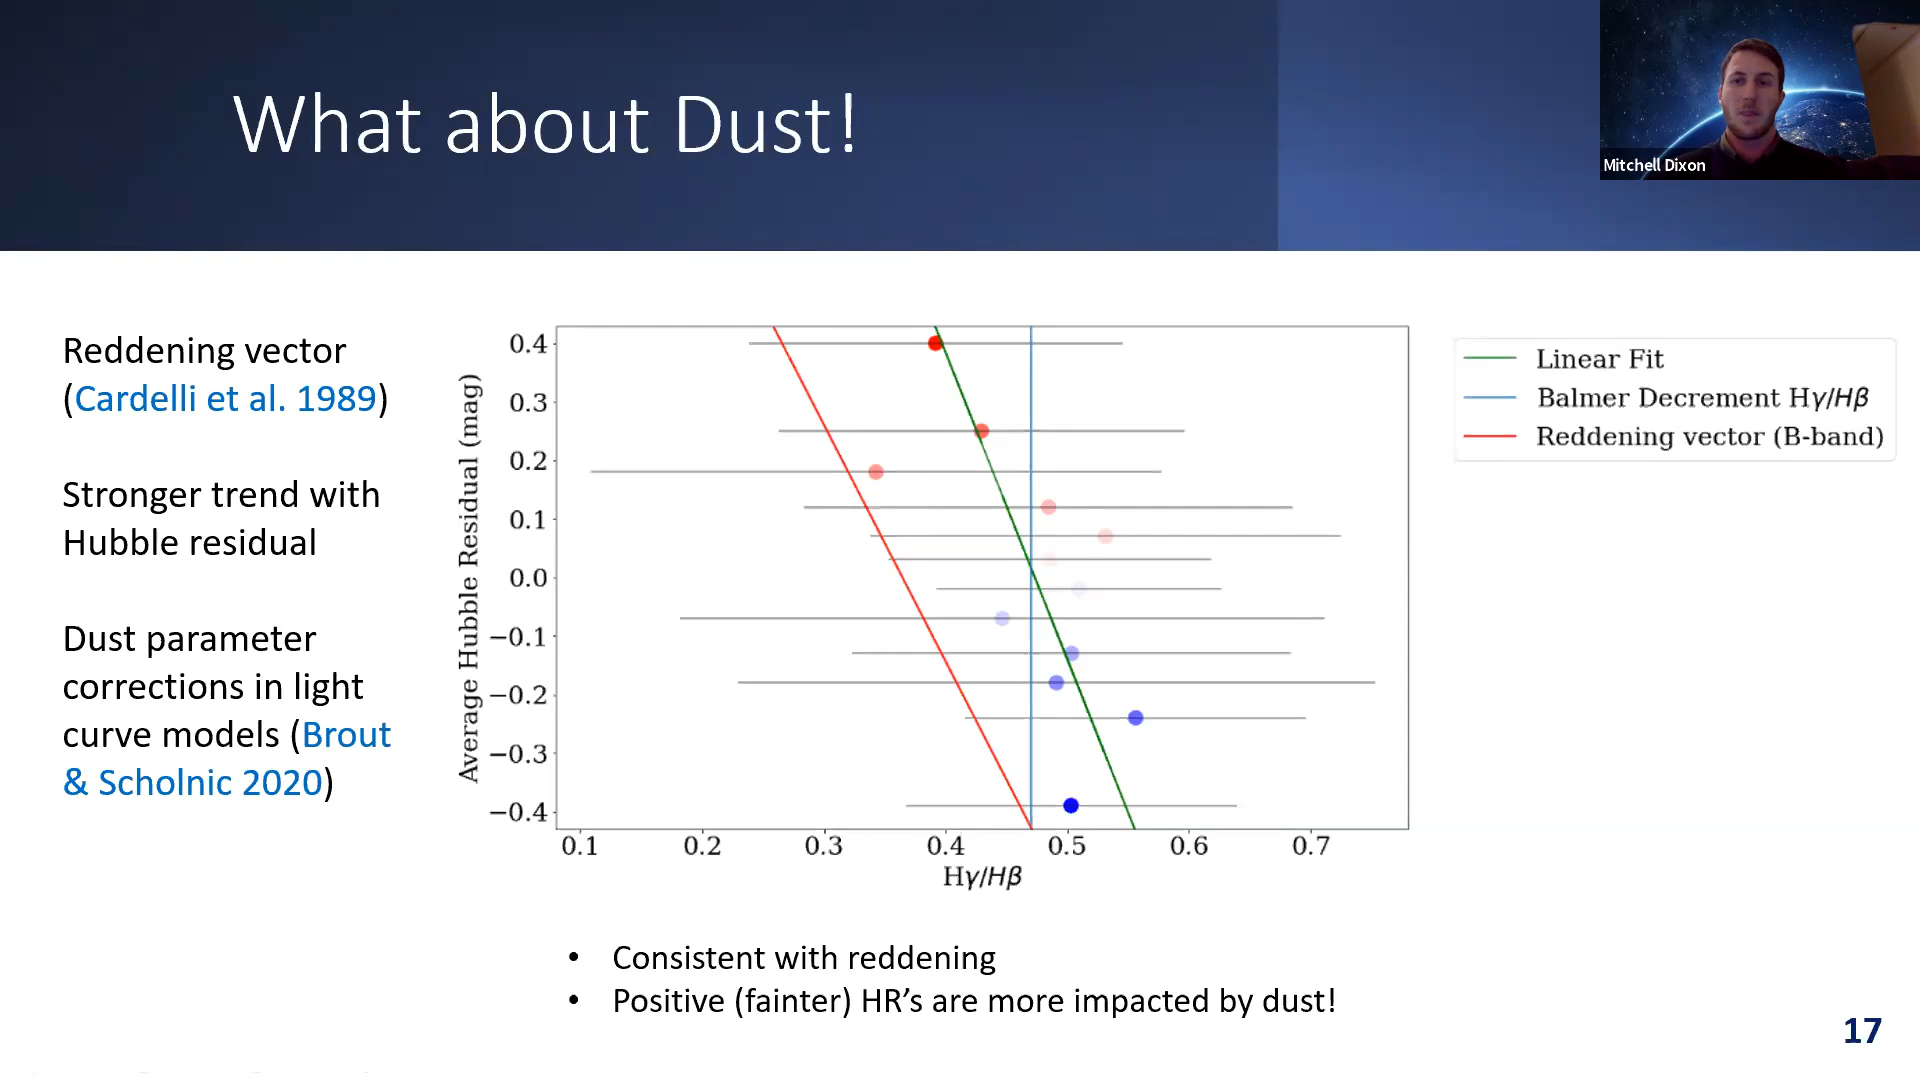 What about Dust!
Mitchell Dixon
Reddening vector
(Cardelli et al. 1989)
Stronger trend with
Hubble residual
Dust parameter
corrections in light
curve models (Brout
& Scholnic 2020)
Average Hubble Residual (mag)
0.4
0.3
0.2
0.1
0.0
−0.1
−0.2
−0.3
−0.4
0.1 0.2 0.3 0.4 0.5 0.6 0.7
Hγ/Hβ
Linear Fit
Balmer Decrement Hγ/Hβ
Reddening vector (B-band)
• Consistent with reddening
• Positive (fainter) HR’s are more impacted by dust!
17